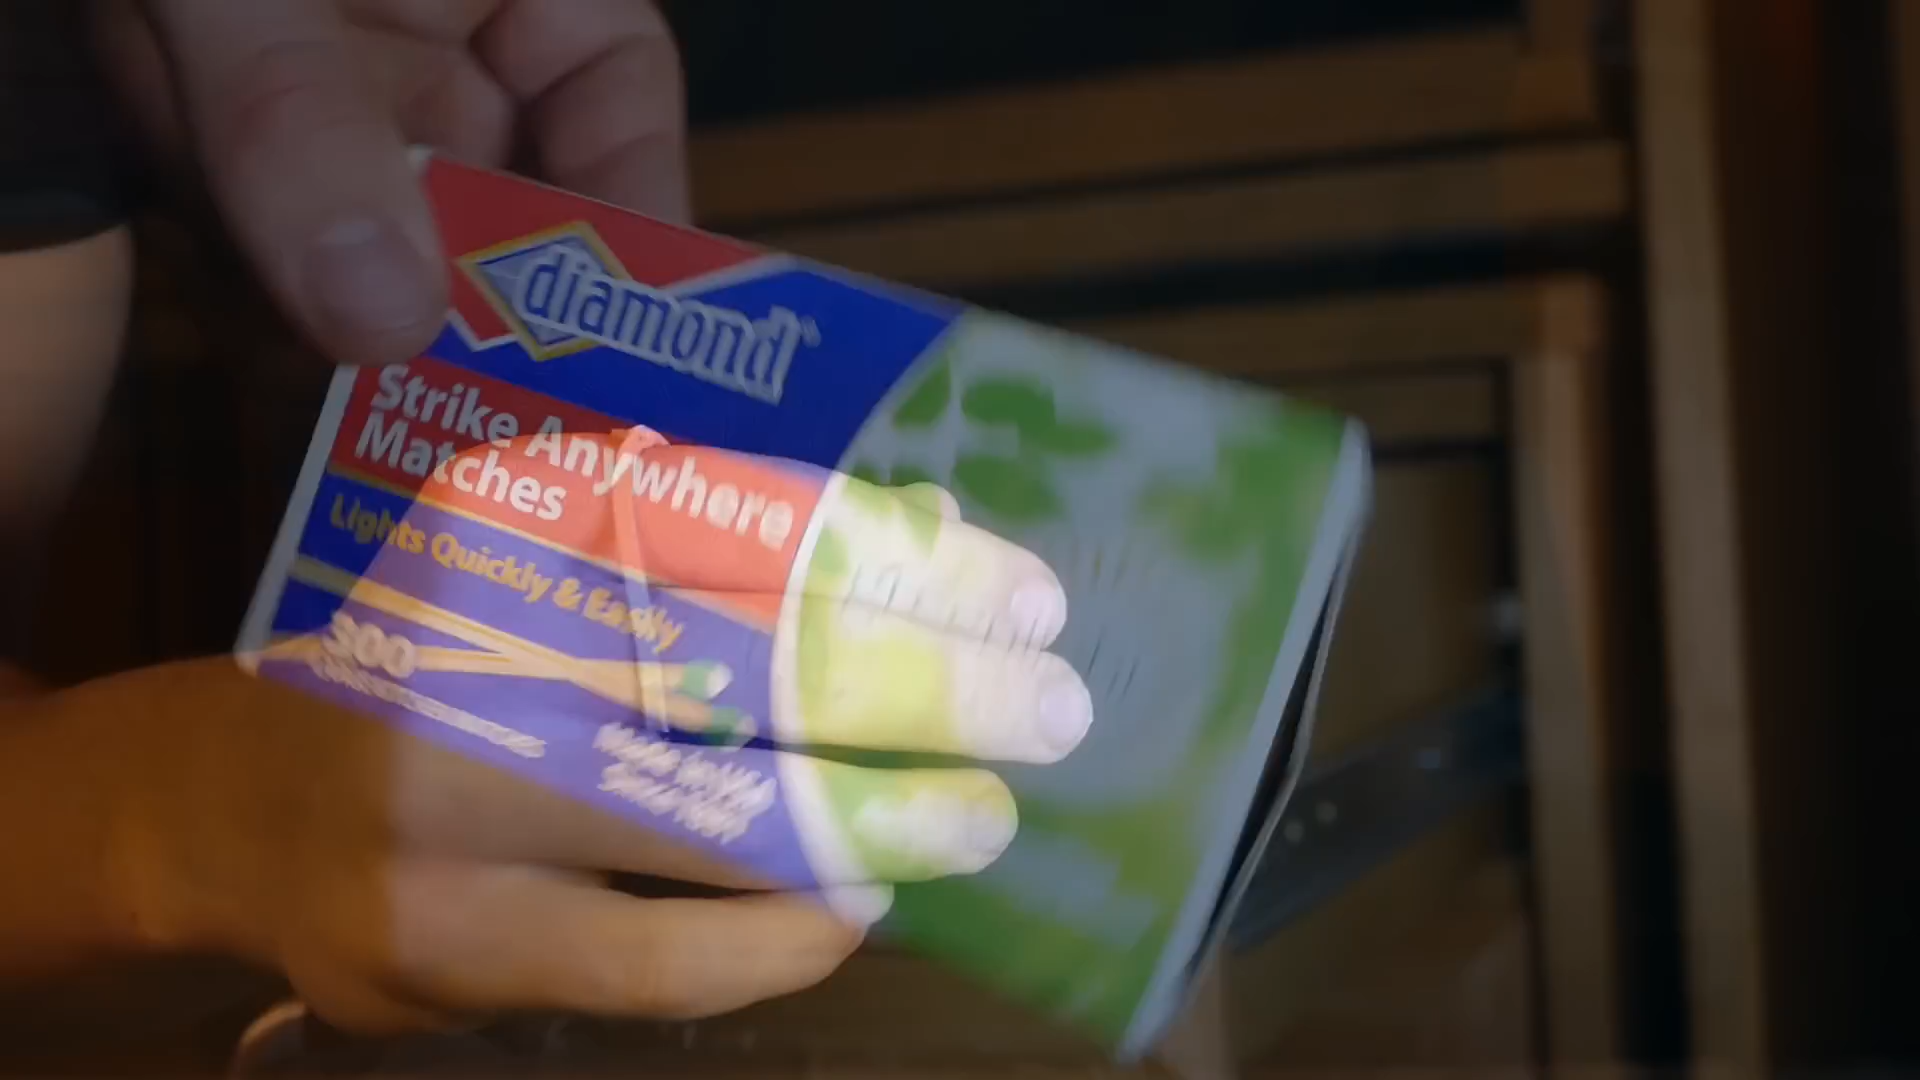 diamond®
Strike Anywhere
Matches
Lights Quickly & Easily
300